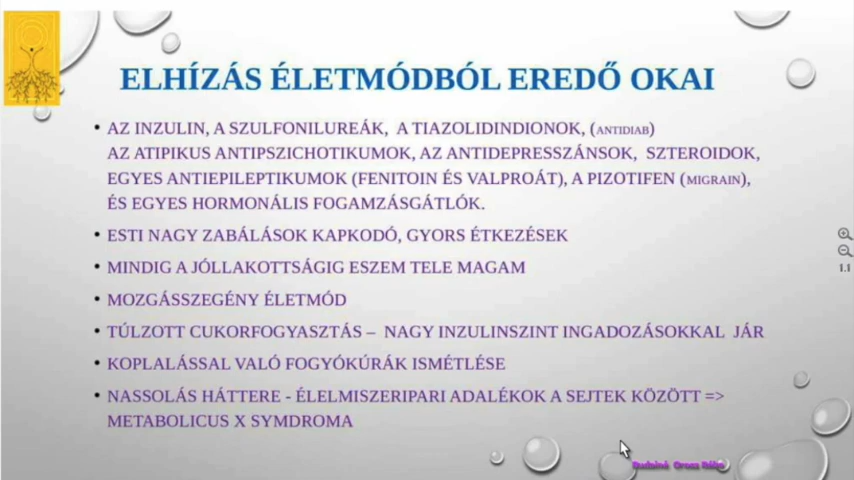 ELHÍZÁS ÉLETMÓDBÓL EREDŐ OKAI
• AZ INZULIN, A SZULFONILUREÁK, A TIAZOLIDINDIONOK, (ANTIDIAB)
AZ ATIPIKUS ANTIPSZICHOTIKUMOK, AZ ANTIDEPRESSZÁNSOK, SZTEROIDOK,
EGYES ANTIEPILEPTIKUMOK (FENITOIN ÉS VALPROÁT), A PIZOTIFEN (MIGRAIN),
ÉS EGYES HORMONÁLIS FOGAMZÁSGÁTLÓK.
• ESTI NAGY ZABÁLÁSOK KAPKODÓ, GYORS ÉTKEZÉSEK
• MINDIG A JÓLLAKOTTSÁGIG ESZEM TELE MAGAM
• MOZGÁSSZEGÉNY ÉLETMÓD
• TÚLZOTT CUKORFOGYASZTÁS – NAGY INZULINSZINT INGADOZÁSOKKAL JÁR
• KOPLALÁSSAL VALÓ FOGYÓKÚRÁK ISMÉTLÉSE
• NASSOLÁS HÁTTERE - ÉLELMISZERIPARI ADALÉKOK A SEJTEK KÖZÖTT =>
METABOLICUS X SYMDROMA
1.1